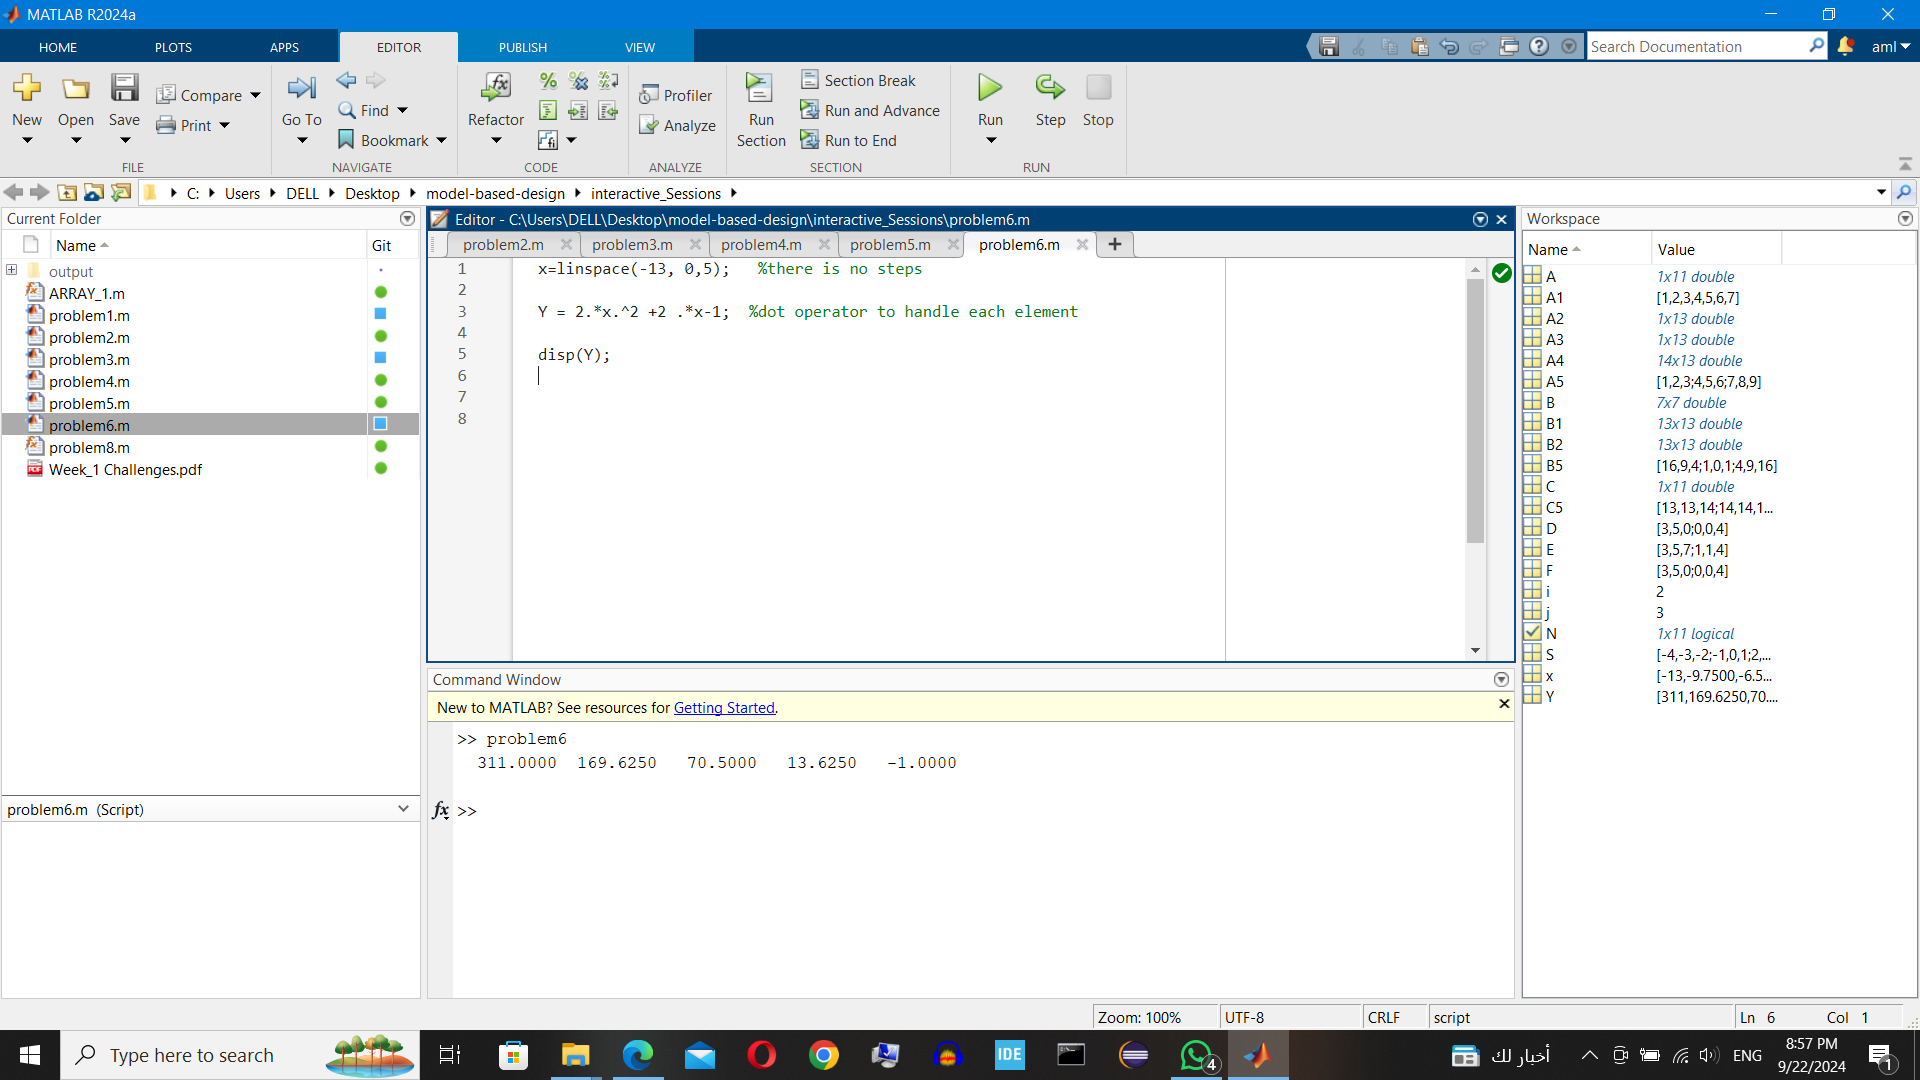 MATLAB R2024a
HOME PLOTS APPS EDITOR PUBLISH VIEW
Search Documentation
aml
New Open Save Compare Print
FILE
Go To Find Bookmark
NAVIGATE
Refactor
CODE
Profiler
Analyze
ANALYZE
Run Section
Section Break
Run and Advance
Run to End
SECTION
Run Step Stop
RUN
C: Users DELL Desktop model-based-design interactive_Sessions
Current Folder
Name Git
output
ARRAY_1.m
problem1.m
problem2.m
problem3.m
problem4.m
problem5.m
problem6.m
problem8.m
Week_1 Challenges.pdf
problem6.m (Script)
Editor - C:\Users\DELL\Desktop\model-based-design\interactive_Sessions\problem6.m
problem2.m problem3.m problem4.m problem5.m problem6.m
1 x=linspace(-13, 0,5); %there is no steps
2
3 Y = 2.*x.^2 +2 .*x-1; %dot operator to handle each element
4
5 disp(Y);
6
7
8
Command Window
New to MATLAB? See resources for Getting Started.
>> problem6
311.0000 169.6250 70.5000 13.6250 -1.0000
fx >>
Workspace
Name Value
A 1x11 double
A1 [1,2,3,4,5,6,7]
A2 1x13 double
A3 1x13 double
A4 14x13 double
A5 [1,2,3;4,5,6;7,8,9]
B 7x7 double
B1 13x13 double
B2 13x13 double
B5 [16,9,4;1,0,1;4,9,16]
C 1x11 double
C5 [13,13,14;14,14,1...
D [3,5,0;0,0,4]
E [3,5,7;1,1,4]
F [3,5,0;0,0,4]
i 2
j 3
N 1x11 logical
S [-4,-3,-2;-1,0,1;2,...
x [-13,-9.7500,-6.5...
Y [311,169.6250,70....
Zoom: 100% UTF-8 CRLF script Ln 6 Col 1
Type here to search
IDE
4
أخبار لك
ENG
8:57 PM
9/22/2024
1